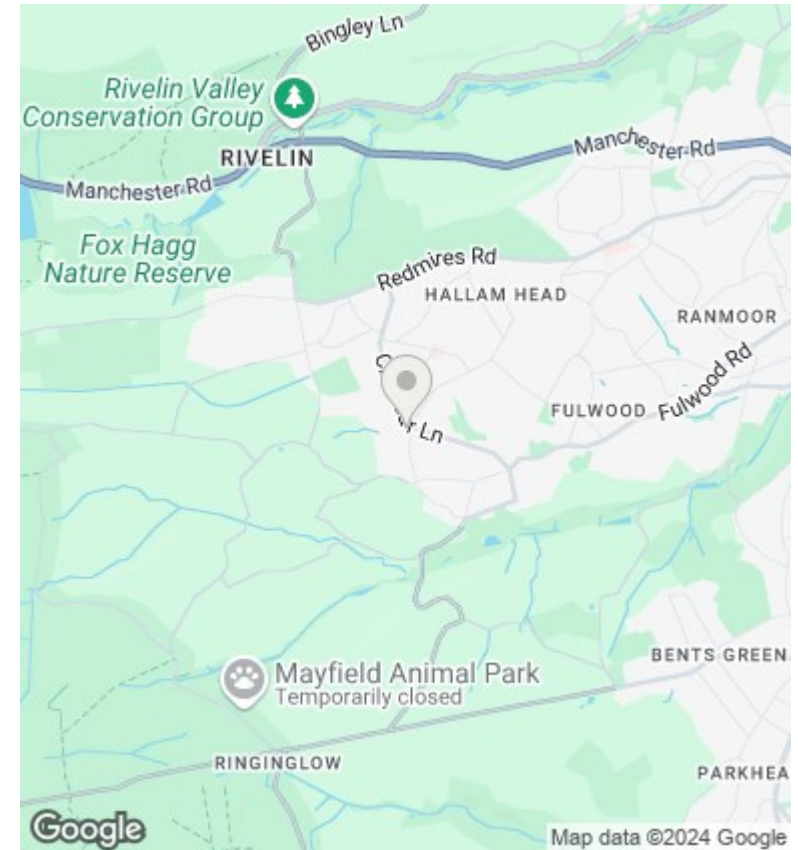 Bingley Ln
Rivelin Valley
Conservation Group
RIVELIN
Manchester Rd
Manchester Rd
Fox Hagg
Nature Reserve
Redmires Rd
HALLAM HEAD
RANMOOR
Fulwood Rd
FULWOOD
Ln
Mayfield Animal Park
Temporarily closed
BENTS GREEN
RINGINGLOW
PARKHEA
Google
Map data ©2024 Google